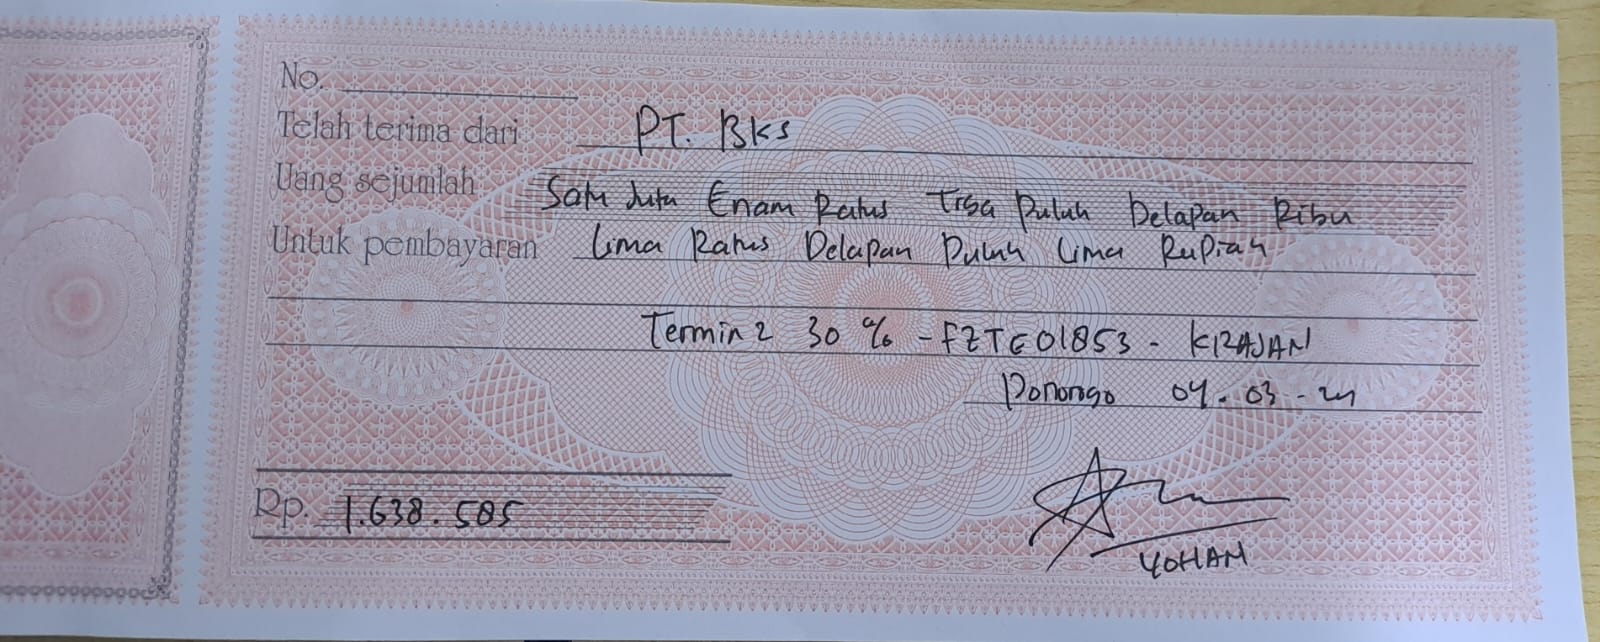 No.
Telah terima dari PT. BKS
Uang sejumlah Satu Juta Enam Ratus Tiga Puluh Delapan Ribu
Untuk pembayaran Lima Ratus Delapan Puluh Lima Rupiah
Termin 2 30 % - FZTE01853 - KRAJAN
Ponorogo 04-03-24
Rp. 1.638.585
YOHAN